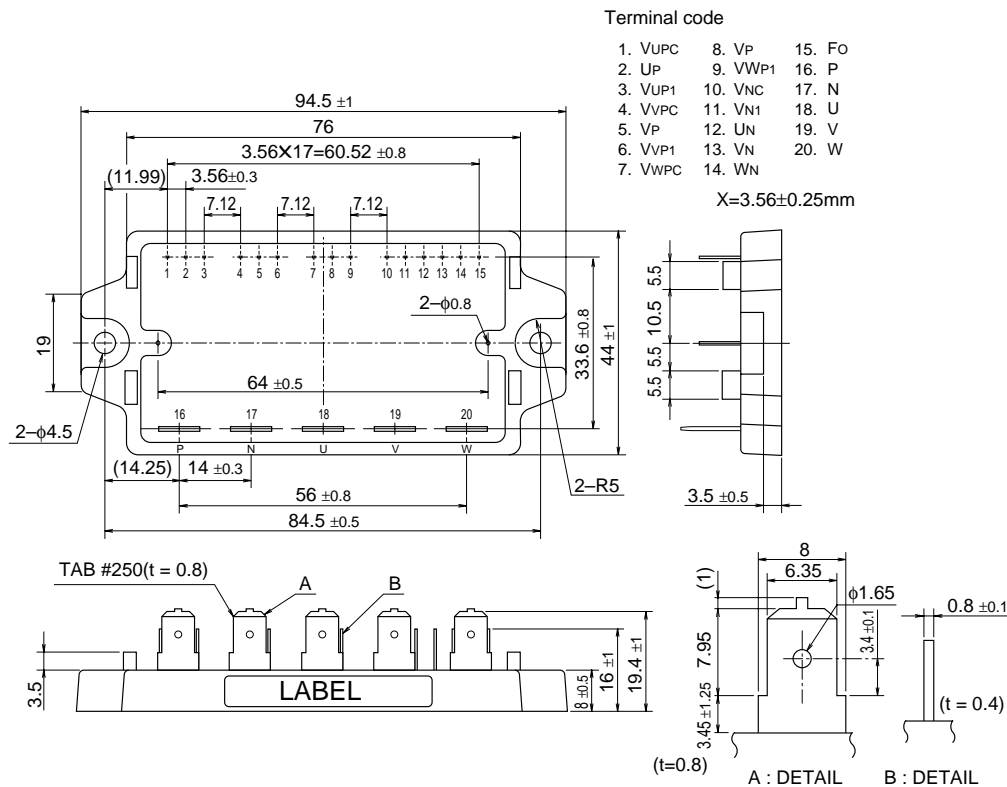 Terminal code
1. VUPC 8. VP 15. FO
2. UP 9. VWP1 16. P
3. VUP1 10. VNC 17. N
4. VVPC 11. VN1 18. U
5. VP 12. UN 19. V
6. VVP1 13. VN 20. W
7. VWPC 14. WN
X=3.56±0.25mm
94.5 ±1
76
3.56X17=60.52 ±0.8
(11.99) 3.56±0.3
7.12 7.12 7.12
1 2 3 4 5 6 7 8 9 10 11 12 13 14 15
2–ϕ0.8
19
64 ±0.5
33.6 ±0.8
44 ±1
16 17 18 19 20
P N U V W
2–ϕ4.5
(14.25) 14 ±0.3
56 ±0.8
84.5 ±0.5
2–R5
5.5
10.5
5.5
5.5
3.5 ±0.5
TAB #250(t = 0.8) A B
LABEL
3.5
8 ±0.5
16 ±1
19.4 ±1
8
6.35
(1)
ϕ1.65
7.95
3.4 ±0.1
3.45 ±1.25
(t=0.8)
0.8 ±0.1
(t = 0.4)
A : DETAIL B : DETAIL